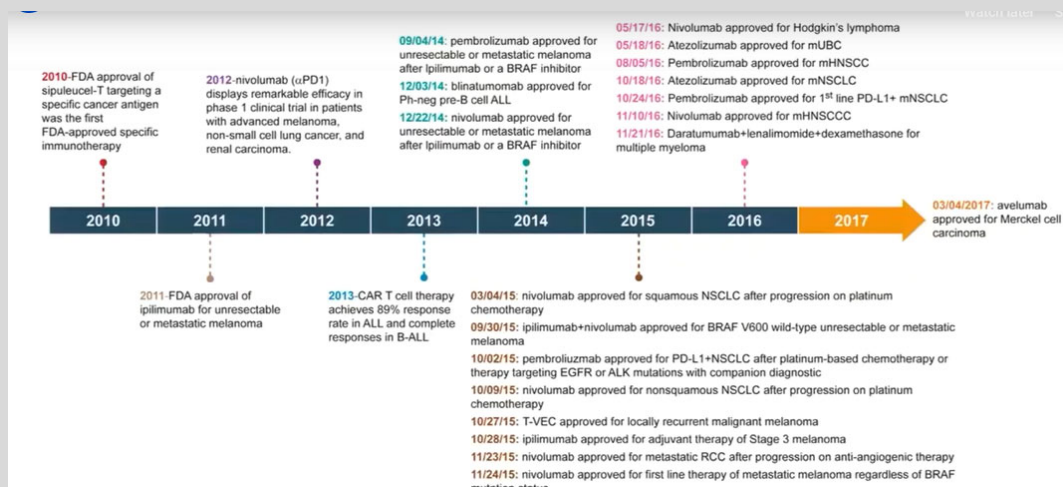 Watch later
05/17/16: Nivolumab approved for Hodgkin's lymphoma
05/18/16: Atezolizumab approved for mUBC
08/05/16: Pembrolizumab approved for mHNSCC
10/18/16: Atezolizumab approved for mNSCLC
10/24/16: Pembrolizumab approved for 1st line PD-L1+ mNSCLC
11/10/16: Nivolumab approved for mHNSCCC
11/21/16: Daratumumab+lenalimomide+dexamethasone for
multiple myeloma
09/04/14: pembrolizumab approved for
unresectable or metastatic melanoma
after Ipilimumab or a BRAF inhibitor
12/03/14: blinatumomab approved for
Ph-neg pre-B cell ALL
12/22/14: nivolumab approved for
unresectable or metastatic melanoma
after Ipilimumab or a BRAF inhibitor
2010-FDA approval of
sipuleucel-T targeting a
specific cancer antigen
was the first
FDA-approved specific
immunotherapy
2012-nivolumab (αPD1)
displays remarkable efficacy in
phase 1 clinical trial in patients
with advanced melanoma,
non-small cell lung cancer, and
renal carcinoma.
2010 2011 2012 2013 2014 2015 2016 2017
03/04/2017: avelumab
approved for Merckel cell
carcinoma
2011-FDA approval of
ipilimumab for unresectable
or metastatic melanoma
2013-CAR T cell therapy
achieves 89% response
rate in ALL and complete
responses in B-ALL
03/04/15: nivolumab approved for squamous NSCLC after progression on platinum
chemotherapy
09/30/15: ipilimumab+nivolumab approved for BRAF V600 wild-type unresectable or metastatic
melanoma
10/02/15: pembroliuzmab approved for PD-L1+NSCLC after platinum-based chemotherapy or
therapy targeting EGFR or ALK mutations with companion diagnostic
10/09/15: nivolumab approved for nonsquamous NSCLC after progression on platinum
chemotherapy
10/27/15: T-VEC approved for locally recurrent malignant melanoma
10/28/15: ipilimumab approved for adjuvant therapy of Stage 3 melanoma
11/23/15: nivolumab approved for metastatic RCC after progression on anti-angiogenic therapy
11/24/15: nivolumab approved for first line therapy of metastatic melanoma regardless of BRAF
mutation status